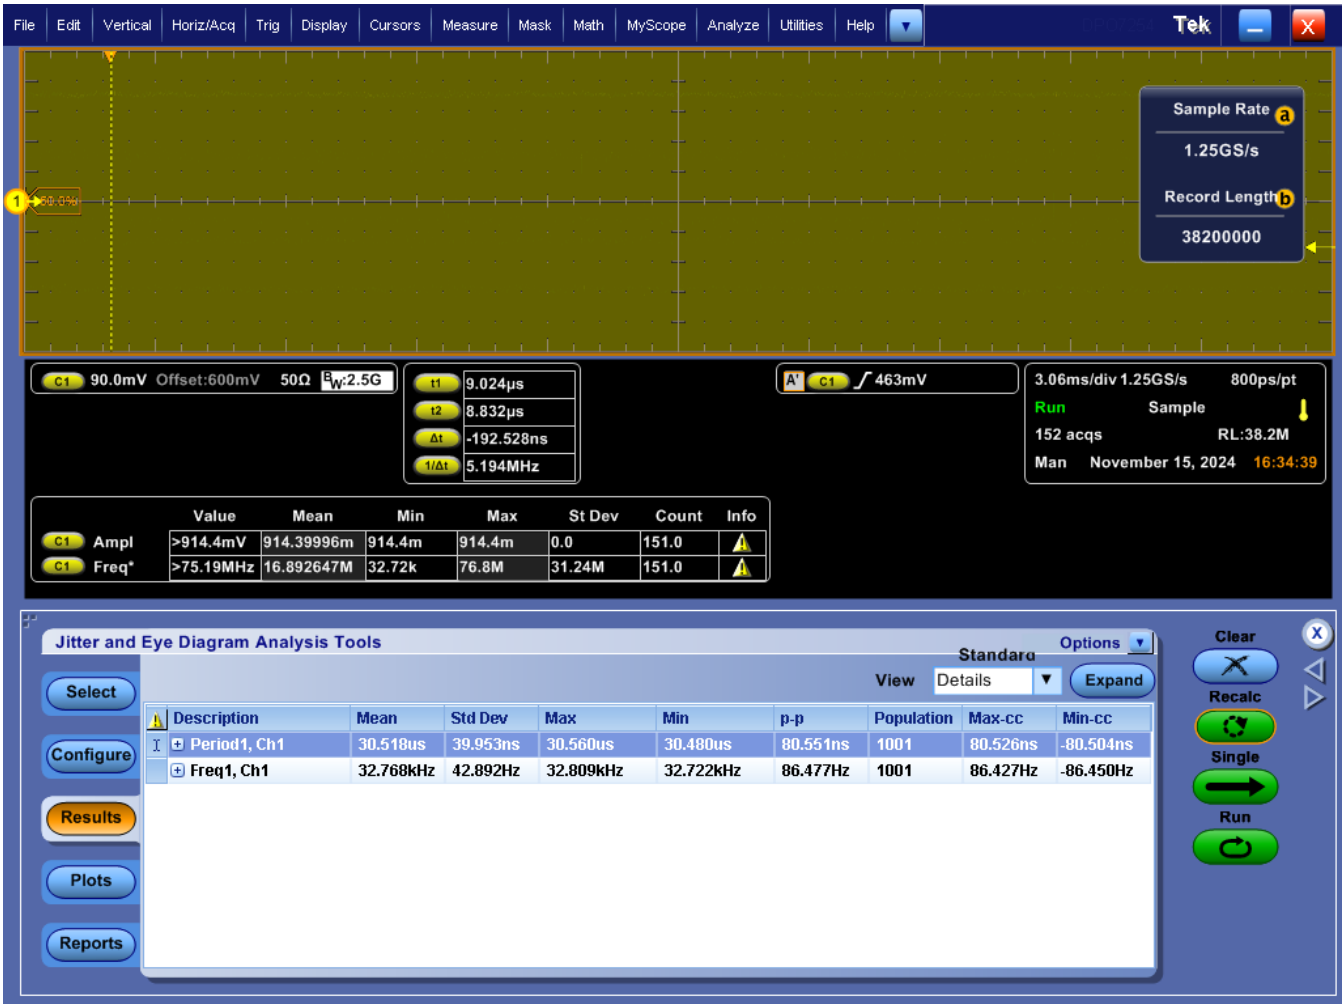 File Edit Vertical Horiz/Acq Trig Display Cursors Measure Mask Math MyScope Analyze Utilities Help Tek X
Sample Rate a
1.25GS/s
Record Length b
38200000
1
C1 90.0mV Offset:600mV 50Ω BW:2.5G
t1 9.024µs
t2 8.832µs
Δt -192.528ns
1/Δt 5.194MHz
A' C1 463mV
3.06ms/div 1.25GS/s 800ps/pt
Run Sample
152 acqs RL:38.2M
Man November 15, 2024 16:34:39
Value Mean Min Max St Dev Count Info
C1 Ampl >914.4mV 914.39996m 914.4m 914.4m 0.0 151.0
C1 Freq* >75.19MHz 16.892647M 32.72k 76.8M 31.24M 151.0
Jitter and Eye Diagram Analysis Tools
Options
Standard
View Details Expand
Select
Configure
Results
Plots
Reports
Description Mean Std Dev Max Min p-p Population Max-cc Min-cc
Period1, Ch1 30.518us 39.953ns 30.560us 30.480us 80.551ns 1001 80.526ns -80.504ns
Freq1, Ch1 32.768kHz 42.892Hz 32.809kHz 32.722kHz 86.477Hz 1001 86.427Hz -86.450Hz
Clear
X
Recalc
Single
Run